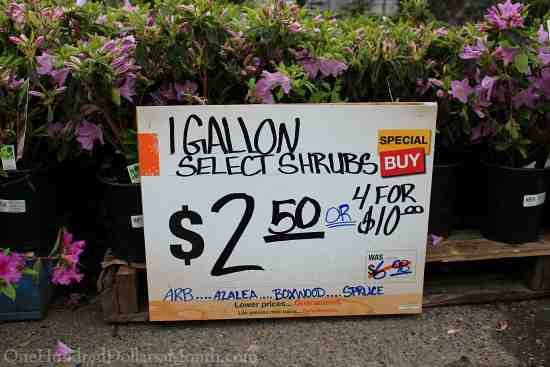 1 GALLON
SELECT SHRUBS
SPECIAL
BUY
$2 50 OR 4 FOR
$10.00
WAS
$6.98
ARB....AZALEA....BOXWOOD....SPRUCE
Lower prices... Guaranteed.
OneHundredDollarsaMonth.com